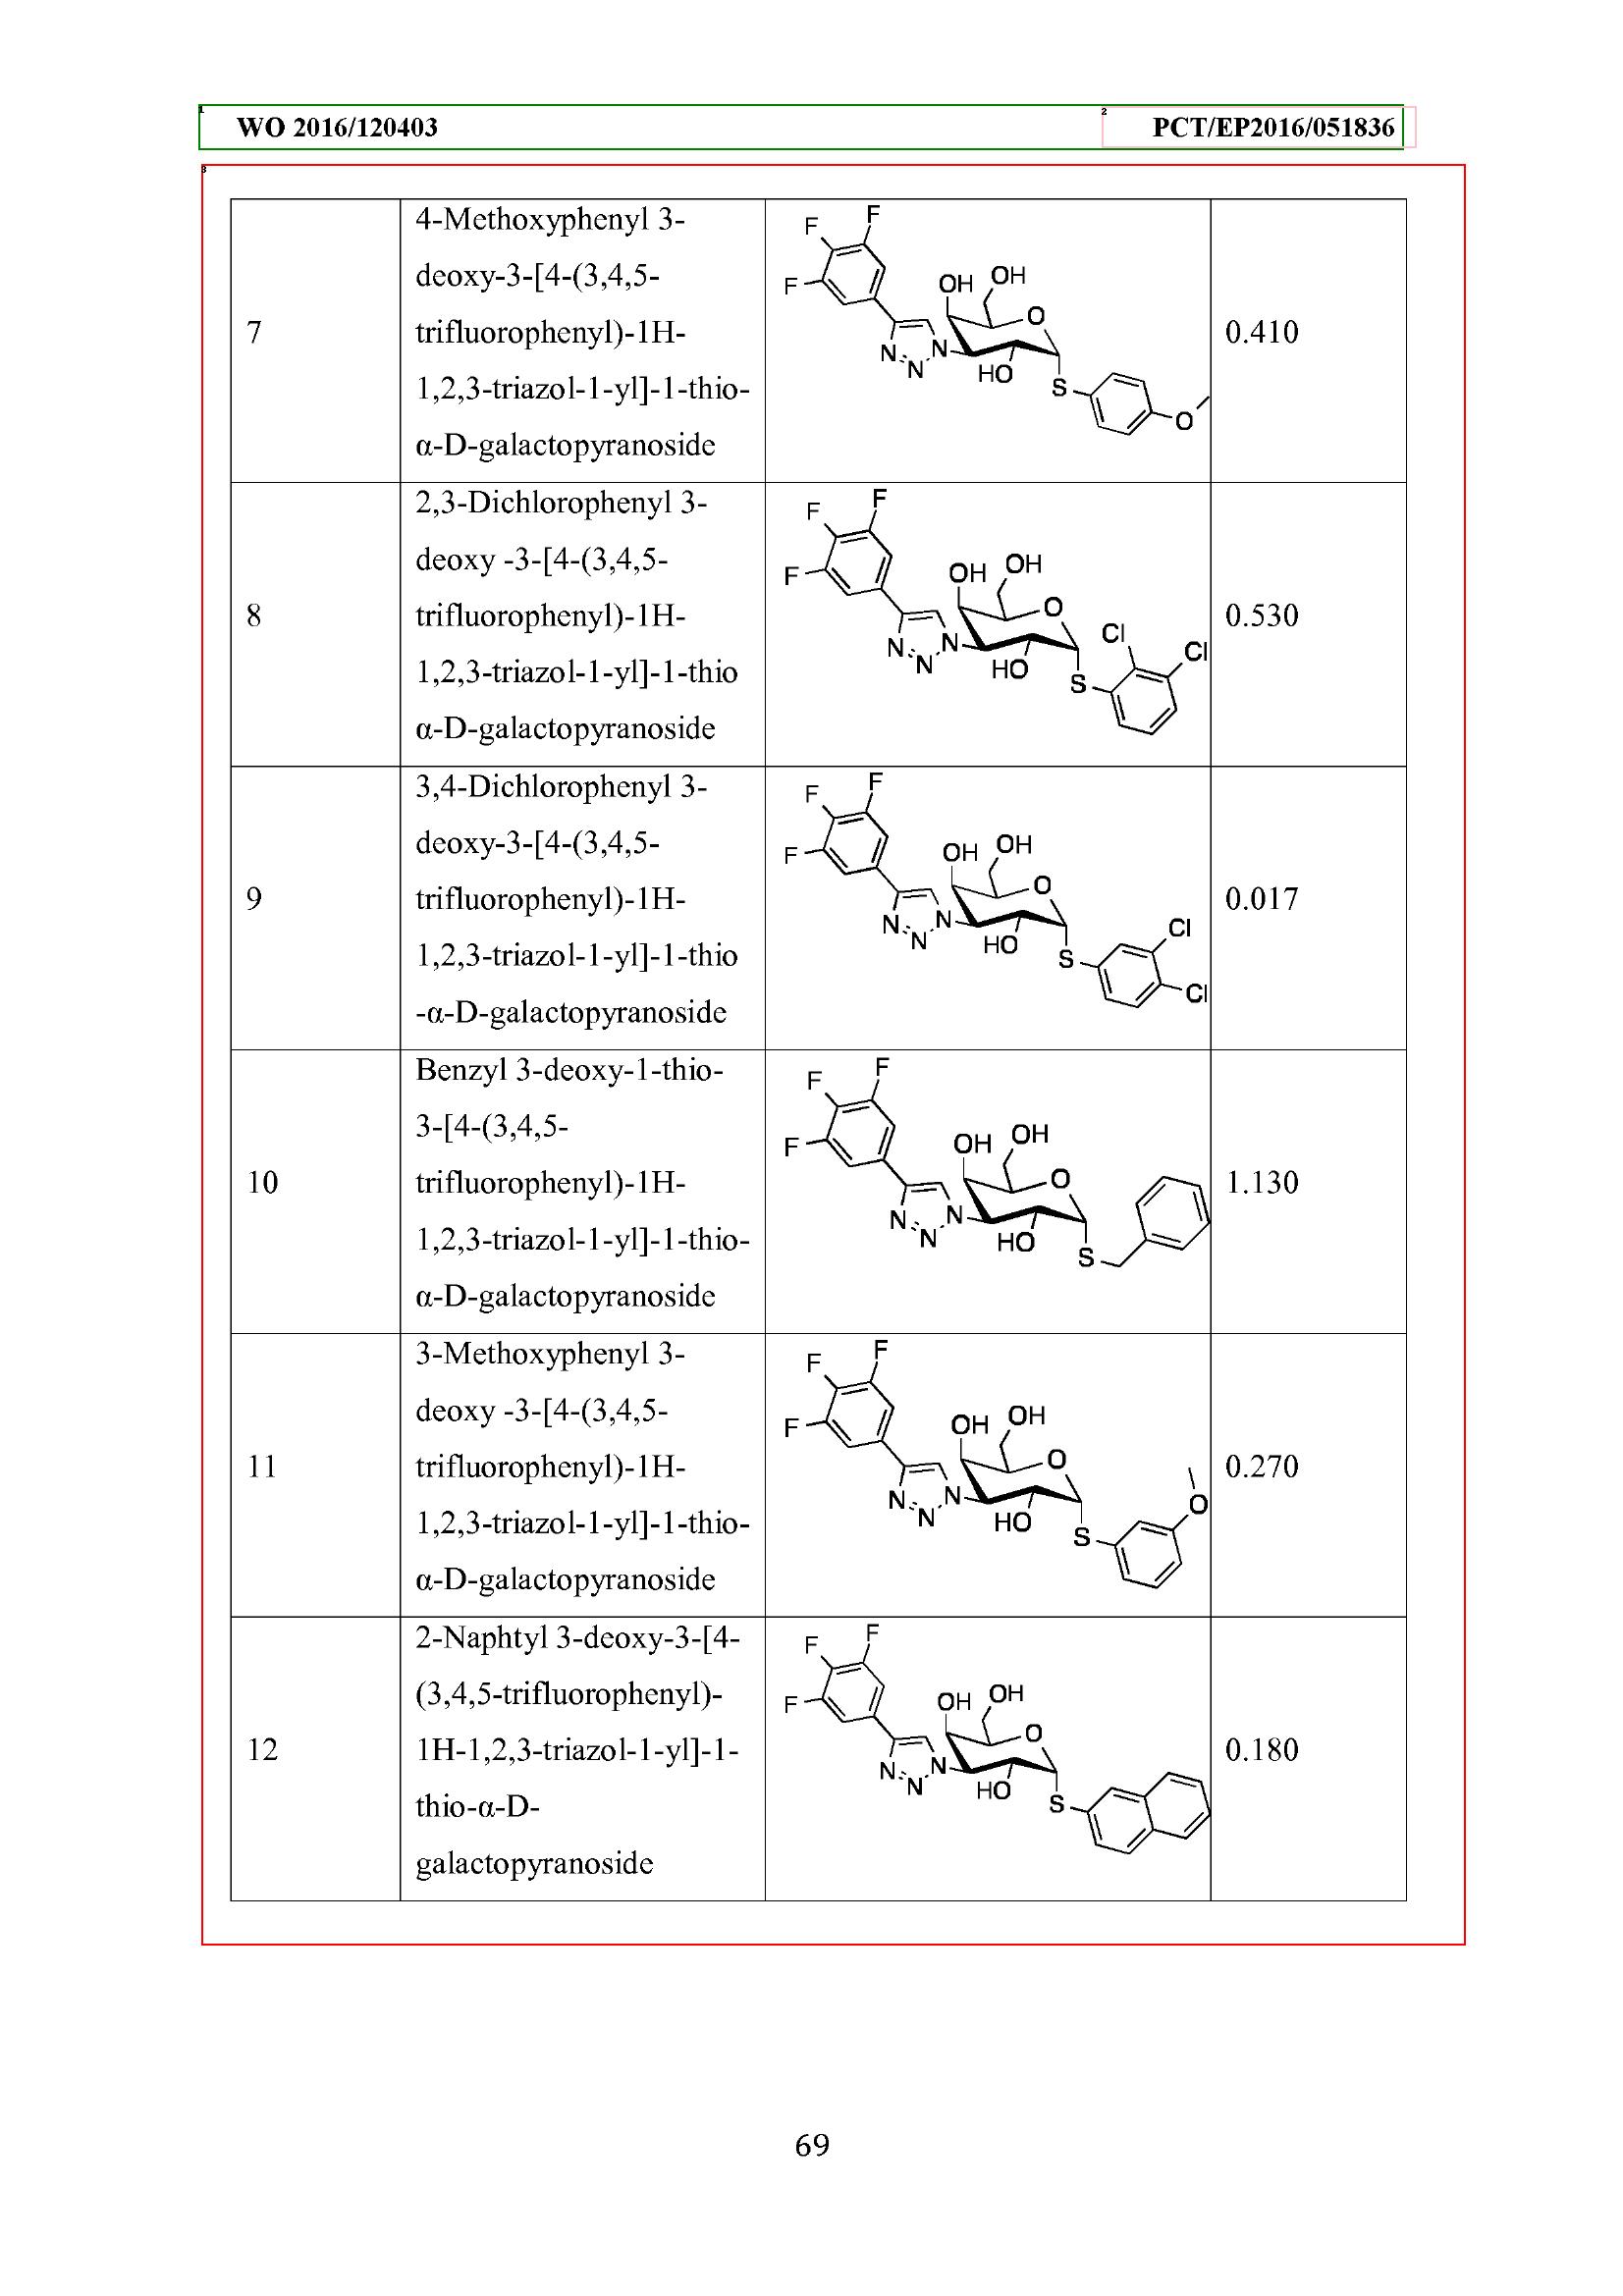 1
WO 2016/120403
2
PCT/EP2016/051836
3
7
4-Methoxyphenyl 3-
deoxy-3-[4-(3,4,5-
trifluorophenyl)-1H-
1,2,3-triazol-1-yl]-1-thio-
α-D-galactopyranoside
F
F
F
OH
OH
O
N
N
N
HO
S
O
0.410
8
2,3-Dichlorophenyl 3-
deoxy -3-[4-(3,4,5-
trifluorophenyl)-1H-
1,2,3-triazol-1-yl]-1-thio
α-D-galactopyranoside
F
F
F
OH
OH
O
N
N
N
HO
S
Cl
Cl
0.530
9
3,4-Dichlorophenyl 3-
deoxy-3-[4-(3,4,5-
trifluorophenyl)-1H-
1,2,3-triazol-1-yl]-1-thio
-α-D-galactopyranoside
F
F
F
OH
OH
O
N
N
N
HO
S
Cl
Cl
0.017
10
Benzyl 3-deoxy-1-thio-
3-[4-(3,4,5-
trifluorophenyl)-1H-
1,2,3-triazol-1-yl]-1-thio-
α-D-galactopyranoside
F
F
F
OH
OH
O
N
N
N
HO
S
1.130
11
3-Methoxyphenyl 3-
deoxy -3-[4-(3,4,5-
trifluorophenyl)-1H-
1,2,3-triazol-1-yl]-1-thio-
α-D-galactopyranoside
F
F
F
OH
OH
O
N
N
N
HO
S
O
0.270
12
2-Naphtyl 3-deoxy-3-[4-
(3,4,5-trifluorophenyl)-
1H-1,2,3-triazol-1-yl]-1-
thio-α-D-
galactopyranoside
F
F
F
OH
OH
O
N
N
N
HO
S
0.180
69